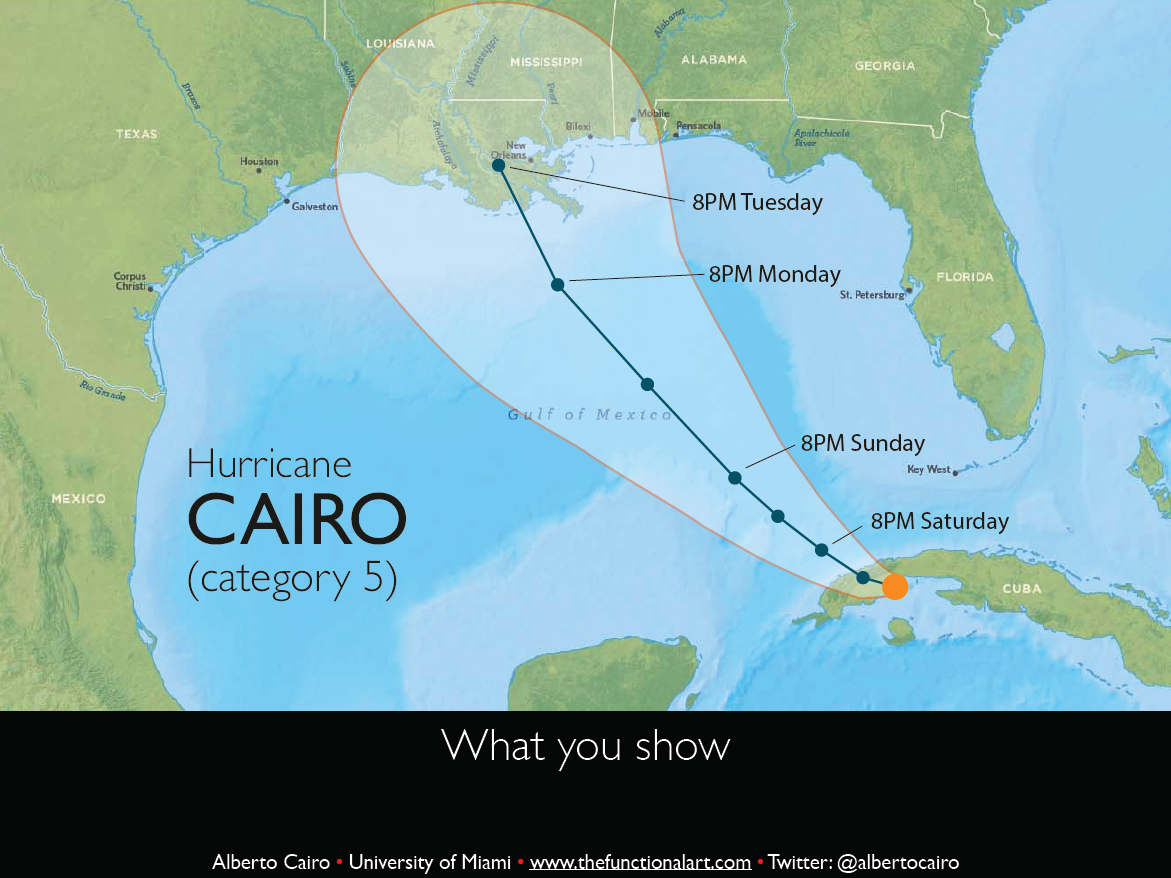 LOUISIANA
MISSISSIPPI
ALABAMA
GEORGIA
Alabama
Mississippi
Sabine
Brazos
Pearl
Atchafalaya
TEXAS
Mobile
Biloxi
Pensacola
Apalachicola
River
New
Orleans
Houston
Galveston
8PM Tuesday
8PM Monday
Corpus
Christi
St. Petersburg
FLORIDA
Rio Grande
Gulf of Mexico
8PM Sunday
Key West
Hurricane
CAIRO
(category 5)
MEXICO
8PM Saturday
CUBA
What you show
Alberto Cairo • University of Miami • www.thefunctionalart.com • Twitter: @albertocairo